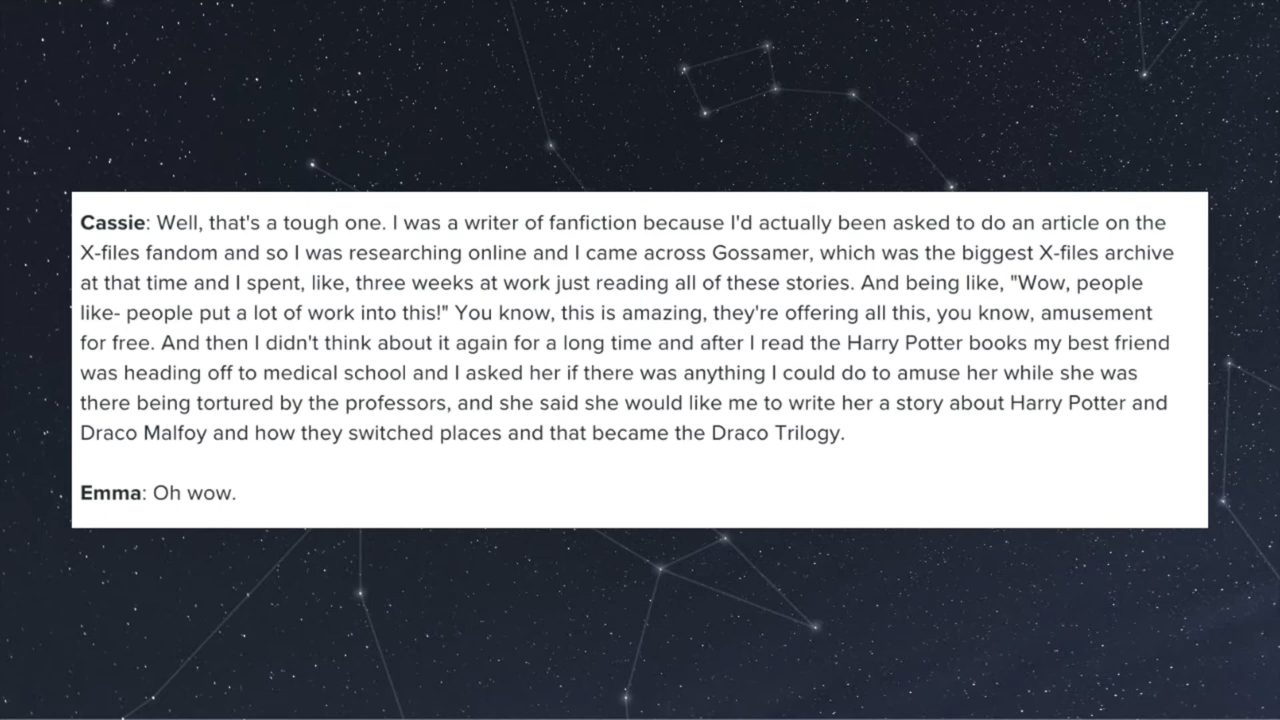 Cassie: Well, that's a tough one. I was a writer of fanfiction because I'd actually been asked to do an article on the
X-files fandom and so I was researching online and I came across Gossamer, which was the biggest X-files archive
at that time and I spent, like, three weeks at work just reading all of these stories. And being like, "Wow, people
like- people put a lot of work into this!" You know, this is amazing, they're offering all this, you know, amusement
for free. And then I didn't think about it again for a long time and after I read the Harry Potter books my best friend
was heading off to medical school and I asked her if there was anything I could do to amuse her while she was
there being tortured by the professors, and she said she would like me to write her a story about Harry Potter and
Draco Malfoy and how they switched places and that became the Draco Trilogy.
Emma: Oh wow.